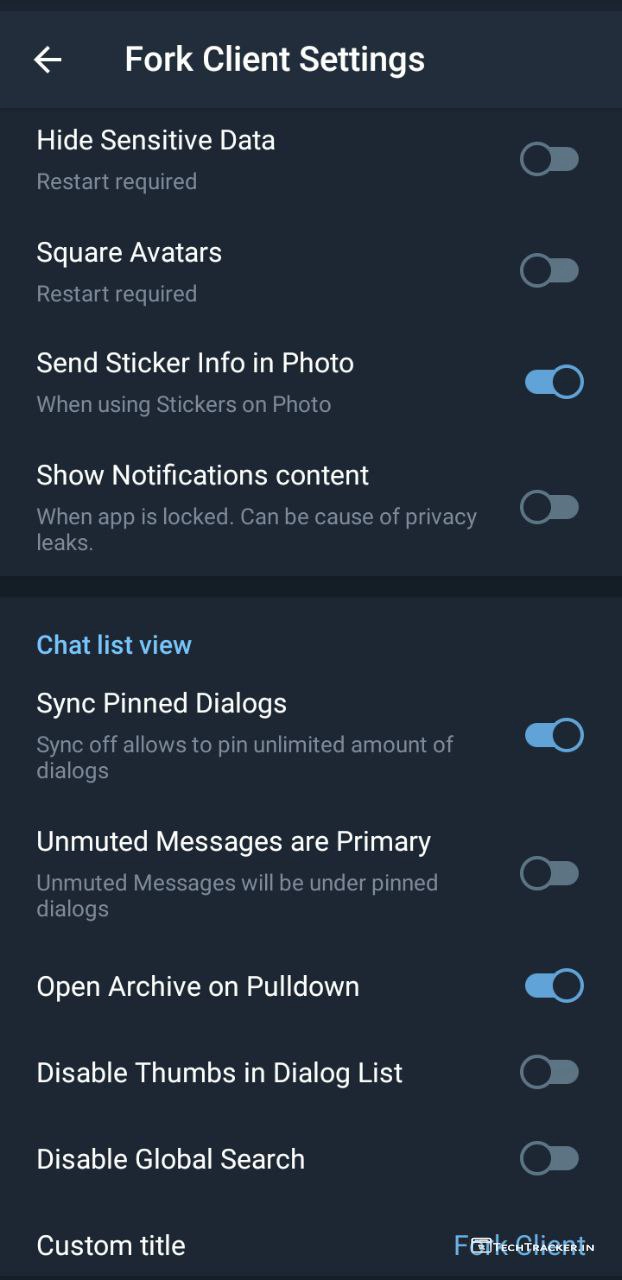 Fork Client Settings
Hide Sensitive Data
Restart required
Square Avatars
Restart required
Send Sticker Info in Photo
When using Stickers on Photo
Show Notifications content
When app is locked. Can be cause of privacy
leaks.
Chat list view
Sync Pinned Dialogs
Sync off allows to pin unlimited amount of
dialogs
Unmuted Messages are Primary
Unmuted Messages will be under pinned
dialogs
Open Archive on Pulldown
Disable Thumbs in Dialog List
Disable Global Search
Custom title
Fork Client
TECHTRACKER.IN